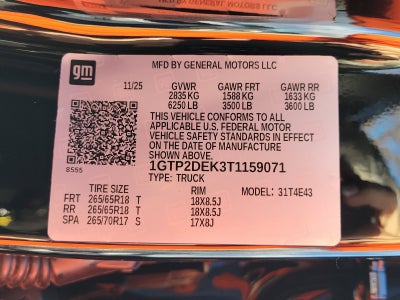 gm
MFD BY GENERAL MOTORS LLC
11/25 GVWR GAWR FRT GAWR RR
2835 KG 1588 KG 1633 KG
6250 LB 3500 LB 3600 LB
THIS VEHICLE CONFORMS TO ALL
APPLICABLE U.S. FEDERAL MOTOR
VEHICLE SAFETY STANDARDS IN EFFECT
ON THE DATE OF MANUFACTURE
SHOWN ABOVE.
8555
1GTP2DEK3T1159071
TYPE: TRUCK
TIRE SIZE RIM MODEL: 31T4E43
FRT 265/65R18 T 18X8.5J
RR 265/65R18 T 18X8.5J
SPA 265/70R17 S 17X8J